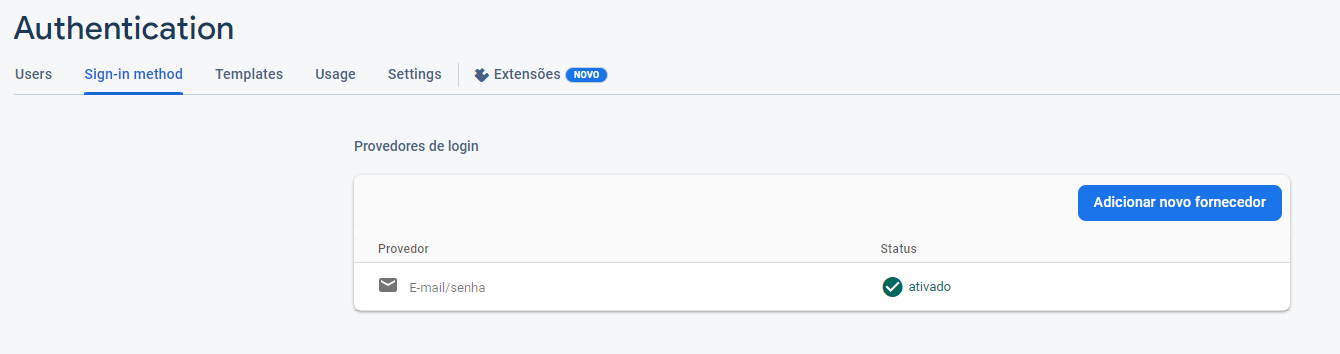 Authentication
Users Sign-in method Templates Usage Settings Extensões NOVO
Provedores de login
Adicionar novo fornecedor
Provedor Status
E-mail/senha ativado